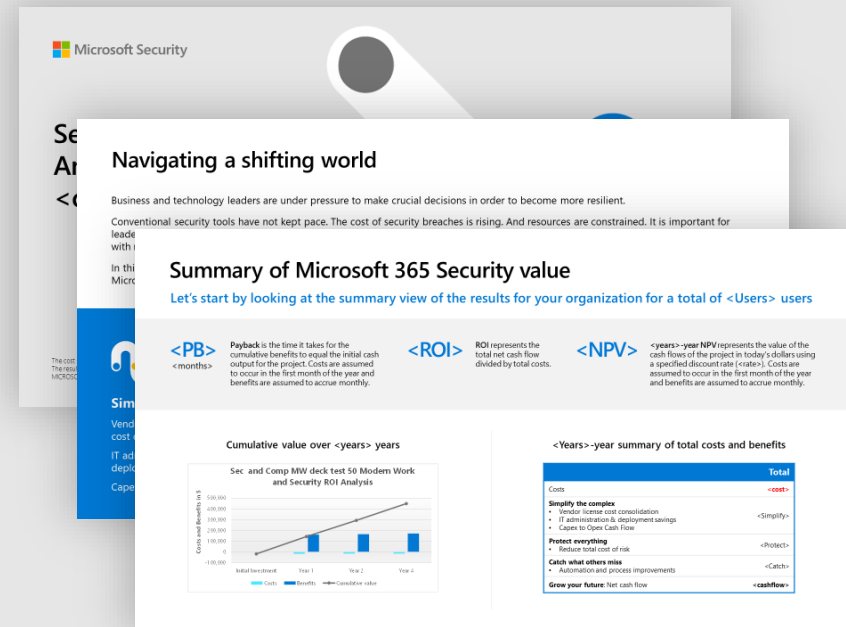 Microsoft Security
Se
Ar
<c
The cost
The resul
MICROSO
Navigating a shifting world
Business and technology leaders are under pressure to make crucial decisions in order to become more resilient.
Conventional security tools have not kept pace. The cost of security breaches is rising. And resources are constrained. It is important for
leade
with
In thi
Micro
Sim
Vend
cost
IT ad
deplo
Cape
Summary of Microsoft 365 Security value
Let's start by looking at the summary view of the results for your organization for a total of <Users> users
<PB>
<months>
Payback is the time it takes for the
cumulative benefits to equal the initial cash
output for the project. Costs are assumed
to occur in the first month of the year and
benefits are assumed to accrue monthly.
<ROI>
ROI represents the
total net cash flow
divided by total costs.
<NPV>
<years>-year NPV represents the value of the
cash flows of the project in today's dollars using
a specified discount rate (<rate>). Costs are
assumed to occur in the first month of the year
and benefits are assumed to accrue monthly.
Cumulative value over <years> years
Sec and Comp MW deck test 50 Modern Work
and Security ROI Analysis
Costs and Benefits in $
500,000
400,000
300,000
200,000
100,000
0
-100,000
Initial Investment Year 1 Year 2 Year 4
Costs Benefits Cumulative value
<Years>-year summary of total costs and benefits
Total
Costs <cost>
Simplify the complex
• Vendor license cost consolidation
• IT administration & deployment savings <Simplify>
• Capex to Opex Cash Flow
Protect everything
• Reduce total cost of risk <Protect>
Catch what others miss
• Automation and process improvements <Catch>
Grow your future: Net cash flow <cashflow>